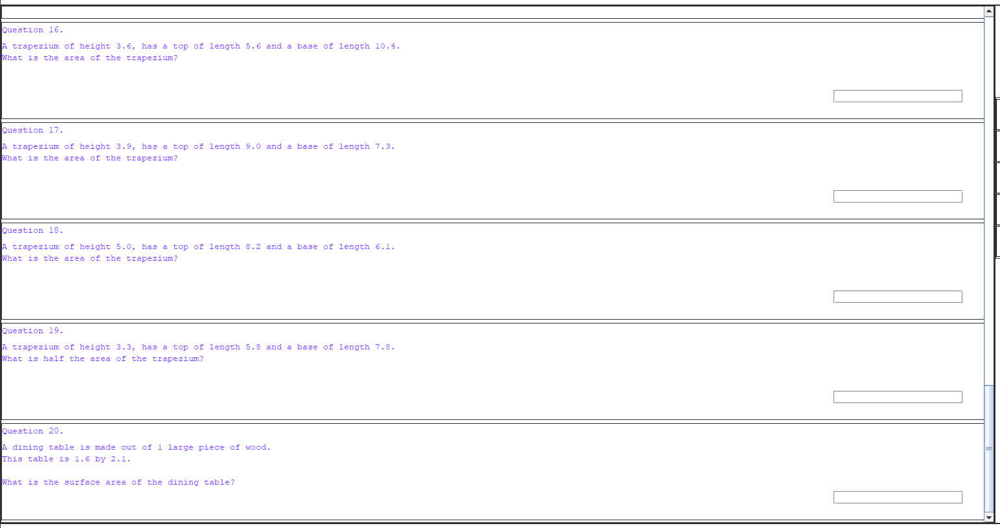 Question 16.
A trapezium of height 3.6, has a top of length 5.6 and a base of length 10.4.
What is the area of the trapezium?
Question 17.
A trapezium of height 3.9, has a top of length 9.0 and a base of length 7.3.
What is the area of the trapezium?
Question 18.
A trapezium of height 5.0, has a top of length 8.2 and a base of length 6.1.
What is the area of the trapezium?
Question 19.
A trapezium of height 3.3, has a top of length 5.8 and a base of length 7.8.
What is half the area of the trapezium?
Question 20.
A dining table is made out of 1 large piece of wood.
This table is 1.6 by 2.1.
What is the surface area of the dining table?